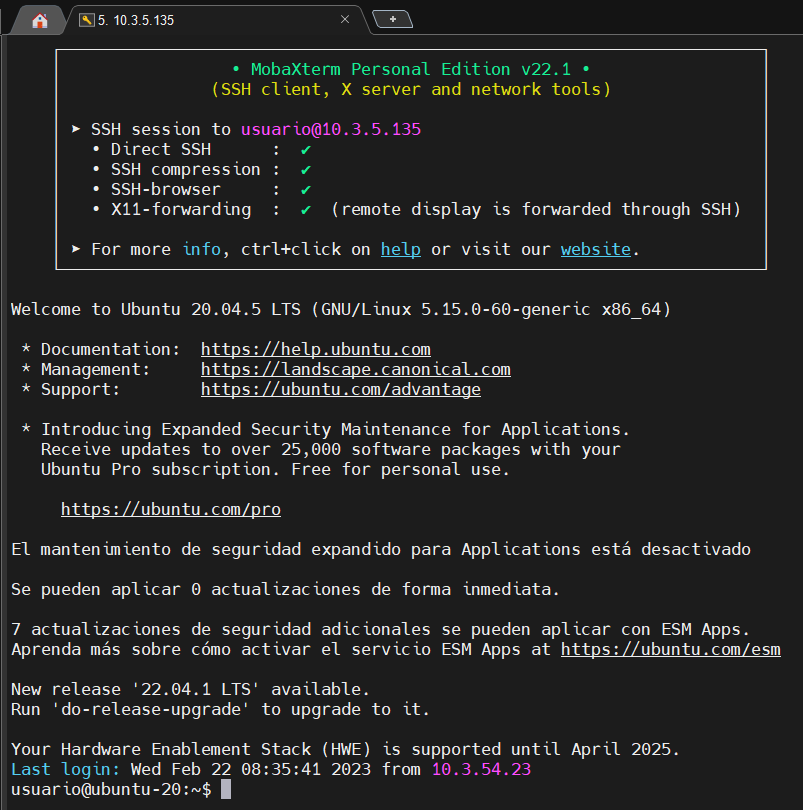 5. 10.3.5.135
• MobaXterm Personal Edition v22.1 •
(SSH client, X server and network tools)
➤ SSH session to usuario@10.3.5.135
• Direct SSH : ✔
• SSH compression : ✔
• SSH-browser : ✔
• X11-forwarding : ✔ (remote display is forwarded through SSH)
➤ For more info, ctrl+click on help or visit our website.
Welcome to Ubuntu 20.04.5 LTS (GNU/Linux 5.15.0-60-generic x86_64)
* Documentation: https://help.ubuntu.com
* Management: https://landscape.canonical.com
* Support: https://ubuntu.com/advantage
* Introducing Expanded Security Maintenance for Applications.
Receive updates to over 25,000 software packages with your
Ubuntu Pro subscription. Free for personal use.
https://ubuntu.com/pro
El mantenimiento de seguridad expandido para Applications está desactivado
Se pueden aplicar 0 actualizaciones de forma inmediata.
7 actualizaciones de seguridad adicionales se pueden aplicar con ESM Apps.
Aprenda más sobre cómo activar el servicio ESM Apps at https://ubuntu.com/esm
New release '22.04.1 LTS' available.
Run 'do-release-upgrade' to upgrade to it.
Your Hardware Enablement Stack (HWE) is supported until April 2025.
Last login: Wed Feb 22 08:35:41 2023 from 10.3.54.23
usuario@ubuntu-20:~$